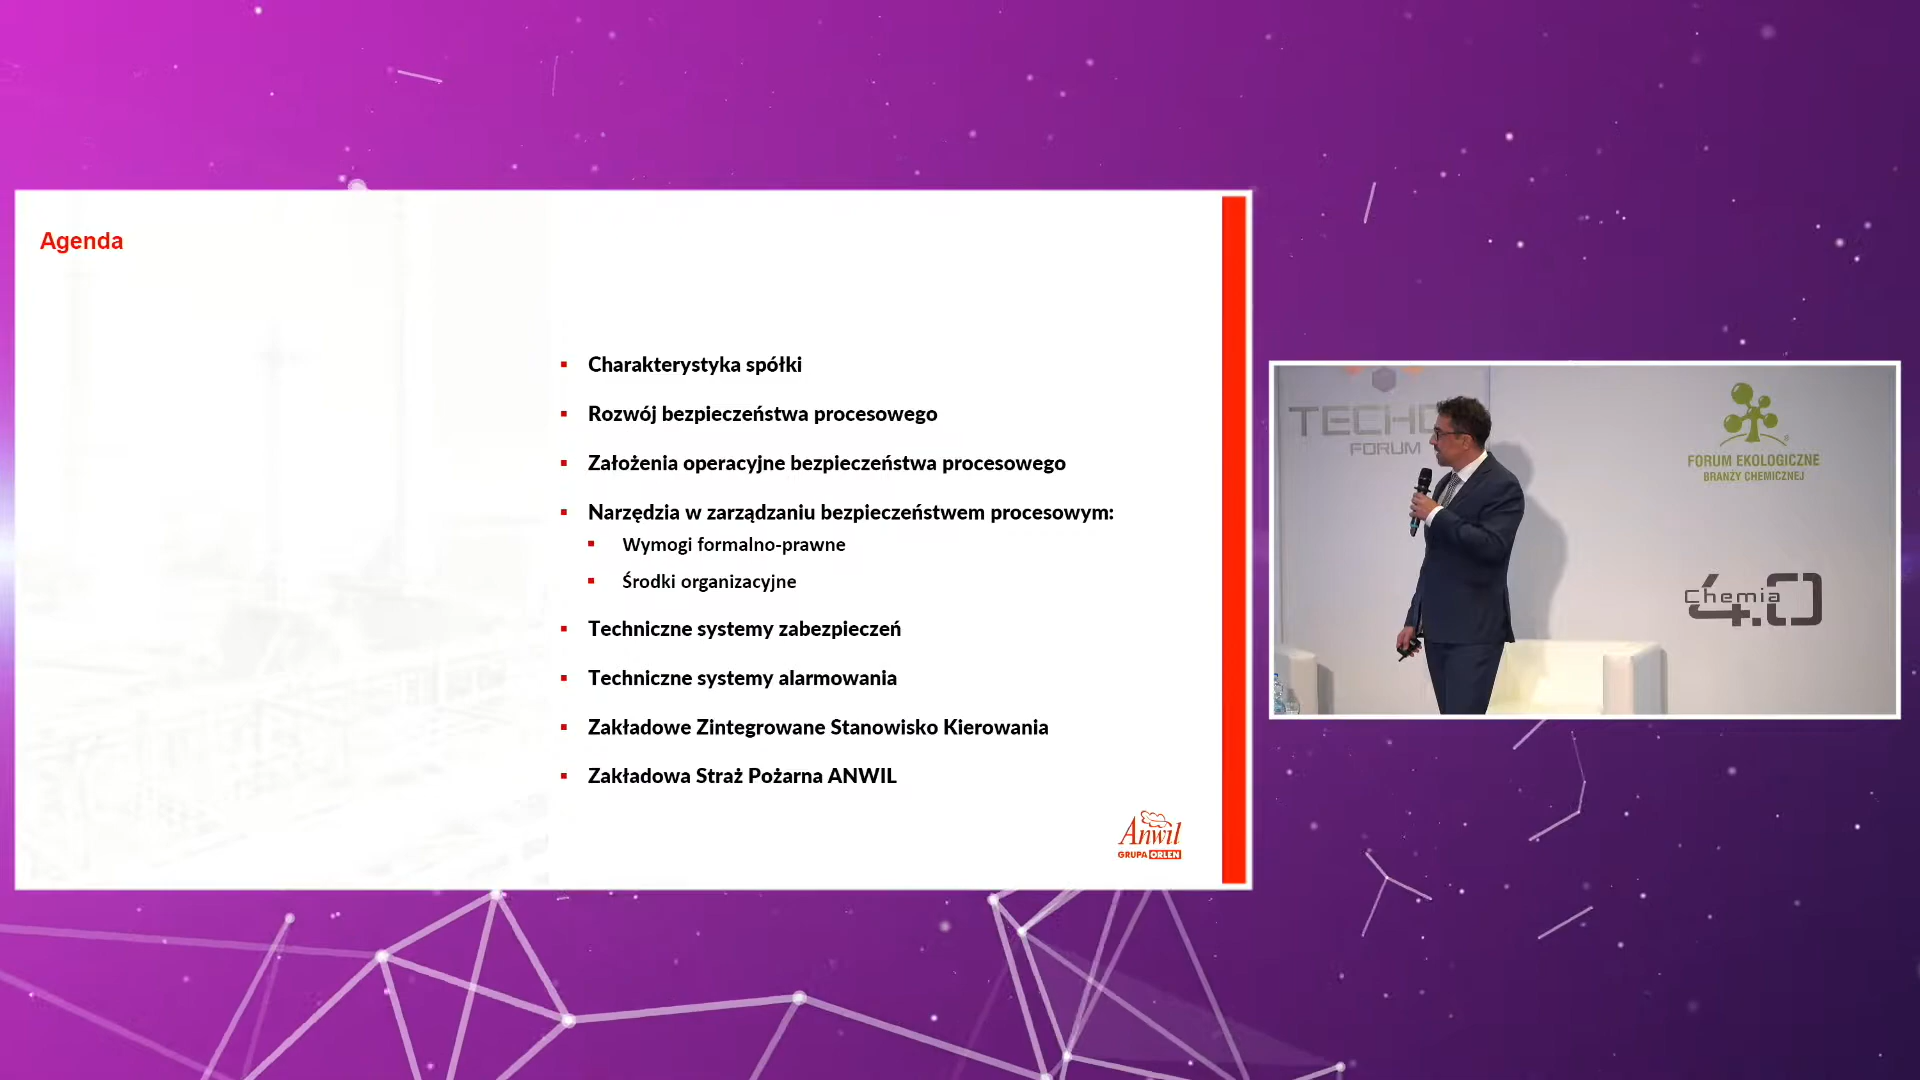 Agenda
Charakterystyka spółki
Rozwój bezpieczeństwa procesowego
Założenia operacyjne bezpieczeństwa procesowego
Narzędzia w zarządzaniu bezpieczeństwem procesowym:
Wymogi formalno-prawne
Środki organizacyjne
Techniczne systemy zabezpieczeń
Techniczne systemy alarmowania
Zakładowe Zintegrowane Stanowisko Kierowania
Zakładowa Straż Pożarna ANWIL
Anwil
GRUPA ORLEN
FORUM
FORUM EKOLOGICZNE
BRANŻY CHEMICZNEJ
Chemia
4.0